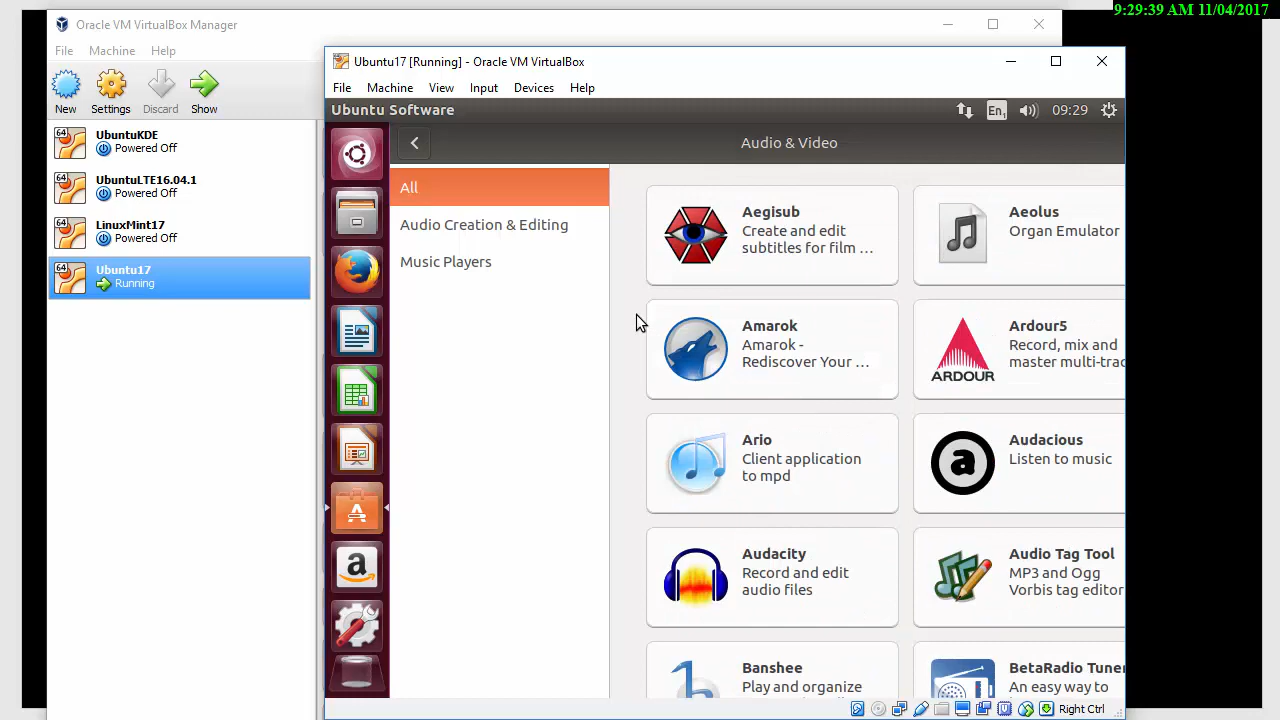 9:29:39 AM 11/04/2017
Oracle VM VirtualBox Manager
File Machine Help
New Settings Discard Show
UbuntuKDE
Powered Off
UbuntuLTE16.04.1
Powered Off
LinuxMint17
Powered Off
Ubuntu17
Running
Ubuntu17 [Running] - Oracle VM VirtualBox
File Machine View Input Devices Help
Ubuntu Software
En1 09:29
Audio & Video
All
Audio Creation & Editing
Music Players
Aegisub
Create and edit
subtitles for film ...
Aeolus
Organ Emulator
Amarok
Amarok -
Rediscover Your ...
ARDOUR
Ardour5
Record, mix and
master multi-trac
Ario
Client application
to mpd
Audacious
Listen to music
Audacity
Record and edit
audio files
Audio Tag Tool
MP3 and Ogg
Vorbis tag editor
Banshee
Play and organize
BetaRadio Tuner
An easy way to
Right Ctrl